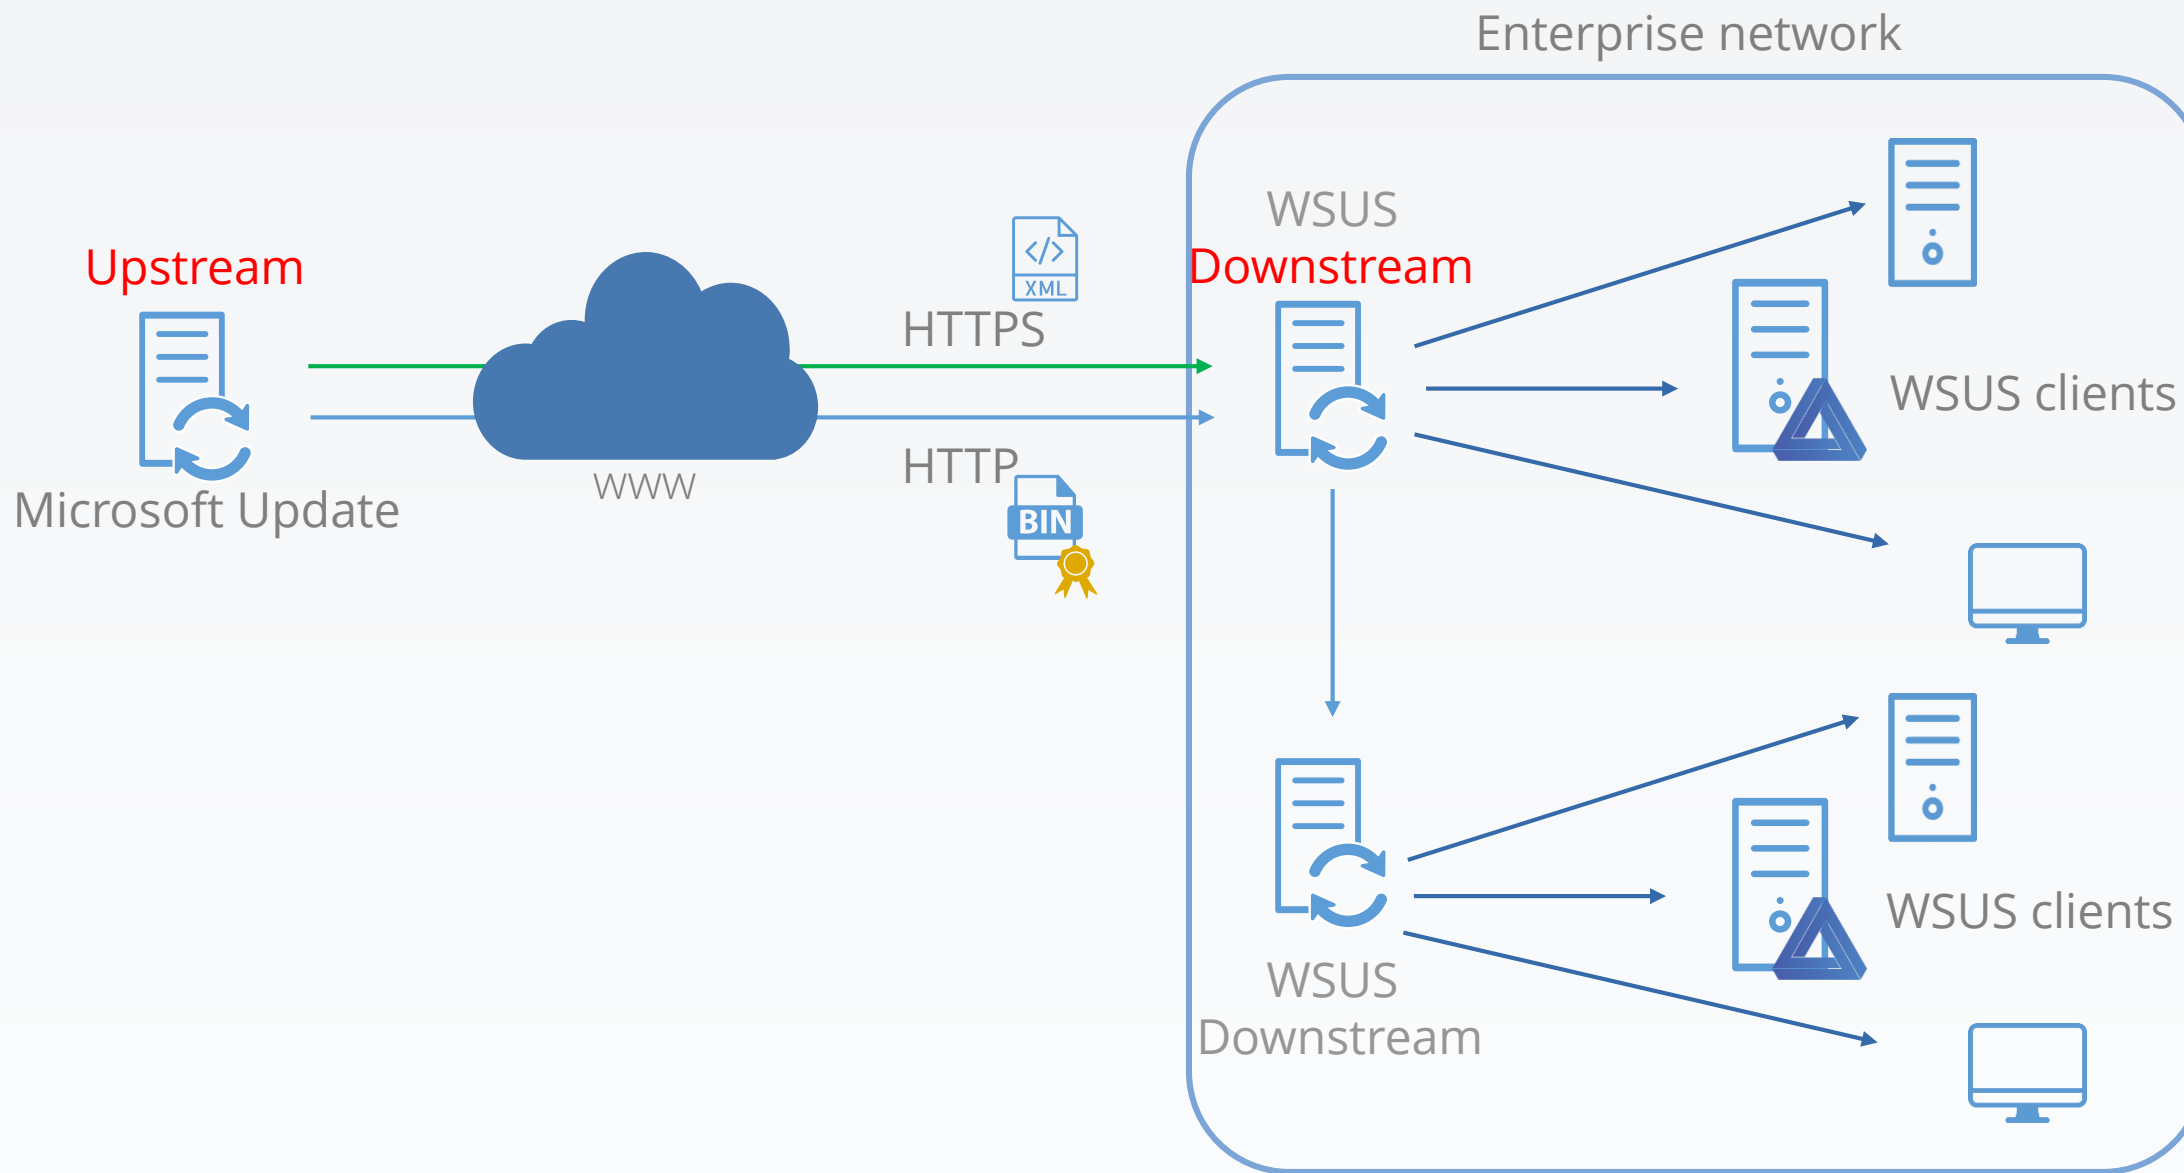 Enterprise network
Upstream
Microsoft Update
WWW
</>
XML
HTTPS
HTTP
BIN
WSUS
Downstream
WSUS clients
WSUS
Downstream
WSUS clients